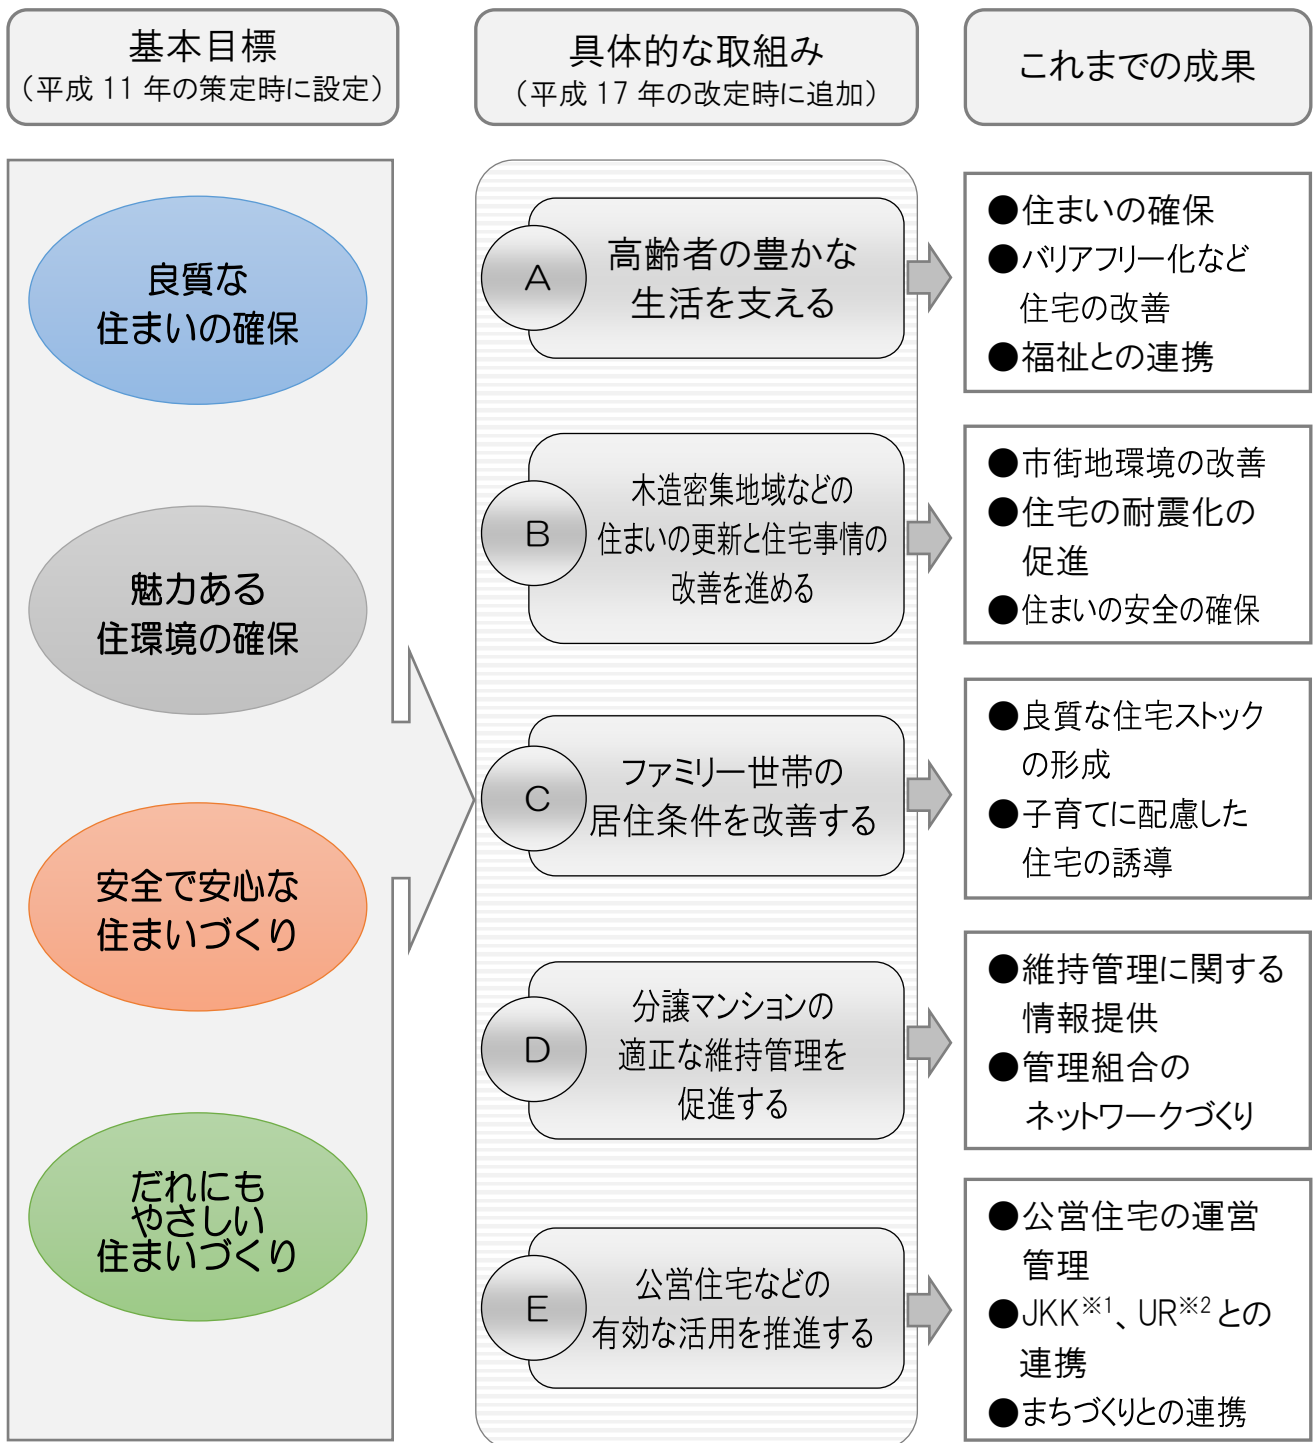 基本目標
（平成 11 年の策定時に設定）
良質な
住まいの確保
魅力ある
住環境の確保
安全で安心な
住まいづくり
だれにも
やさしい
住まいづくり
具体的な取組み
（平成 17 年の改定時に追加）
A
高齢者の豊かな
生活を支える
B
木造密集地域などの
住まいの更新と住宅事情の
改善を進める
C
ファミリー世帯の
居住条件を改善する
D
分譲マンションの
適正な維持管理を
促進する
E
公営住宅などの
有効な活用を推進する
これまでの成果
●住まいの確保
●バリアフリー化など
住宅の改善
●福祉との連携
●市街地環境の改善
●住宅の耐震化の
促進
●住まいの安全の確保
●良質な住宅ストック
の形成
●子育てに配慮した
住宅の誘導
●維持管理に関する
情報提供
●管理組合の
ネットワークづくり
●公営住宅の運営
管理
●JKK※1、UR※2 との
連携
●まちづくりとの連携